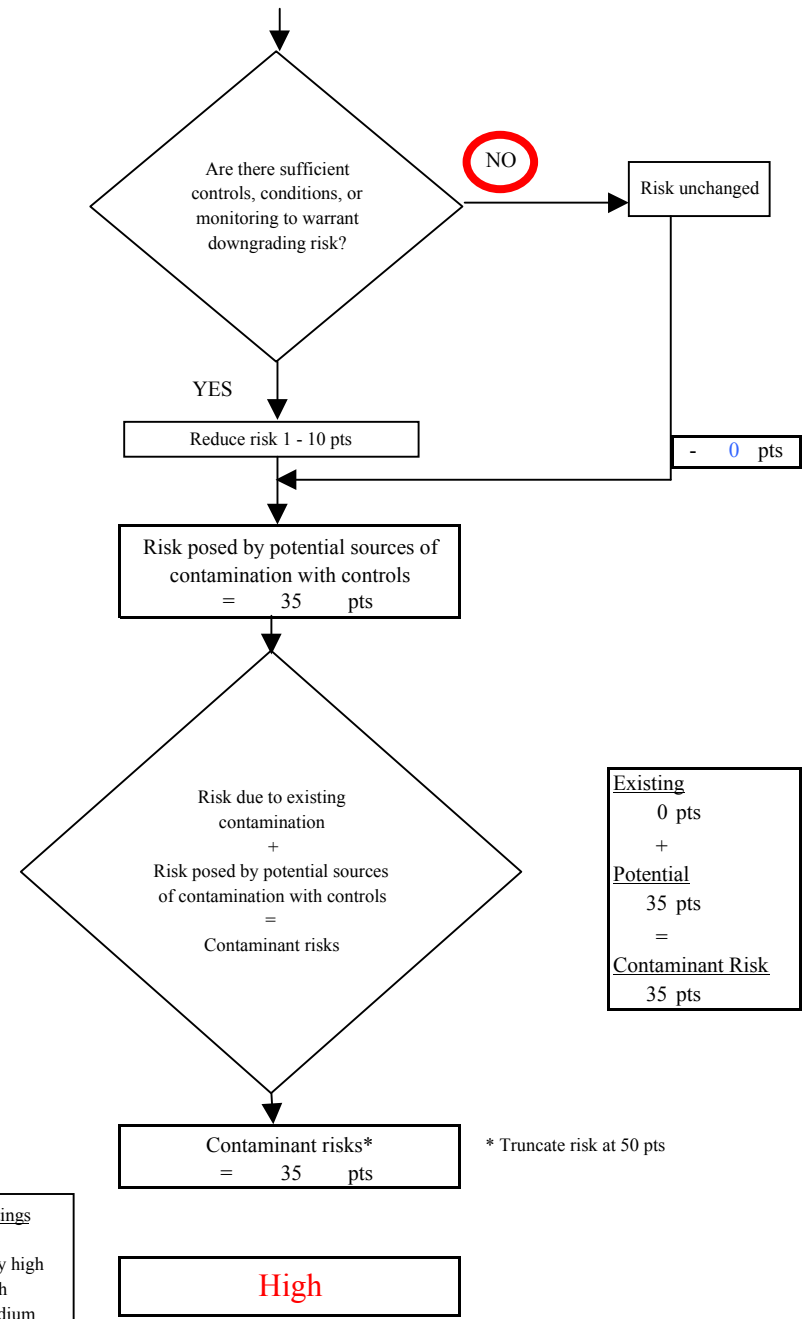 Are there sufficient
controls, conditions, or
monitoring to warrant
downgrading risk?
NO
Risk unchanged
YES
Reduce risk 1 - 10 pts
- 0 pts
Risk posed by potential sources of
contamination with controls
= 35 pts
Risk due to existing
contamination
+
Risk posed by potential sources
of contamination with controls
=
Contaminant risks
Existing
0 pts
+
Potential
35 pts
=
Contaminant Risk
35 pts
Contaminant risks*
= 35 pts
* Truncate risk at 50 pts
High
high